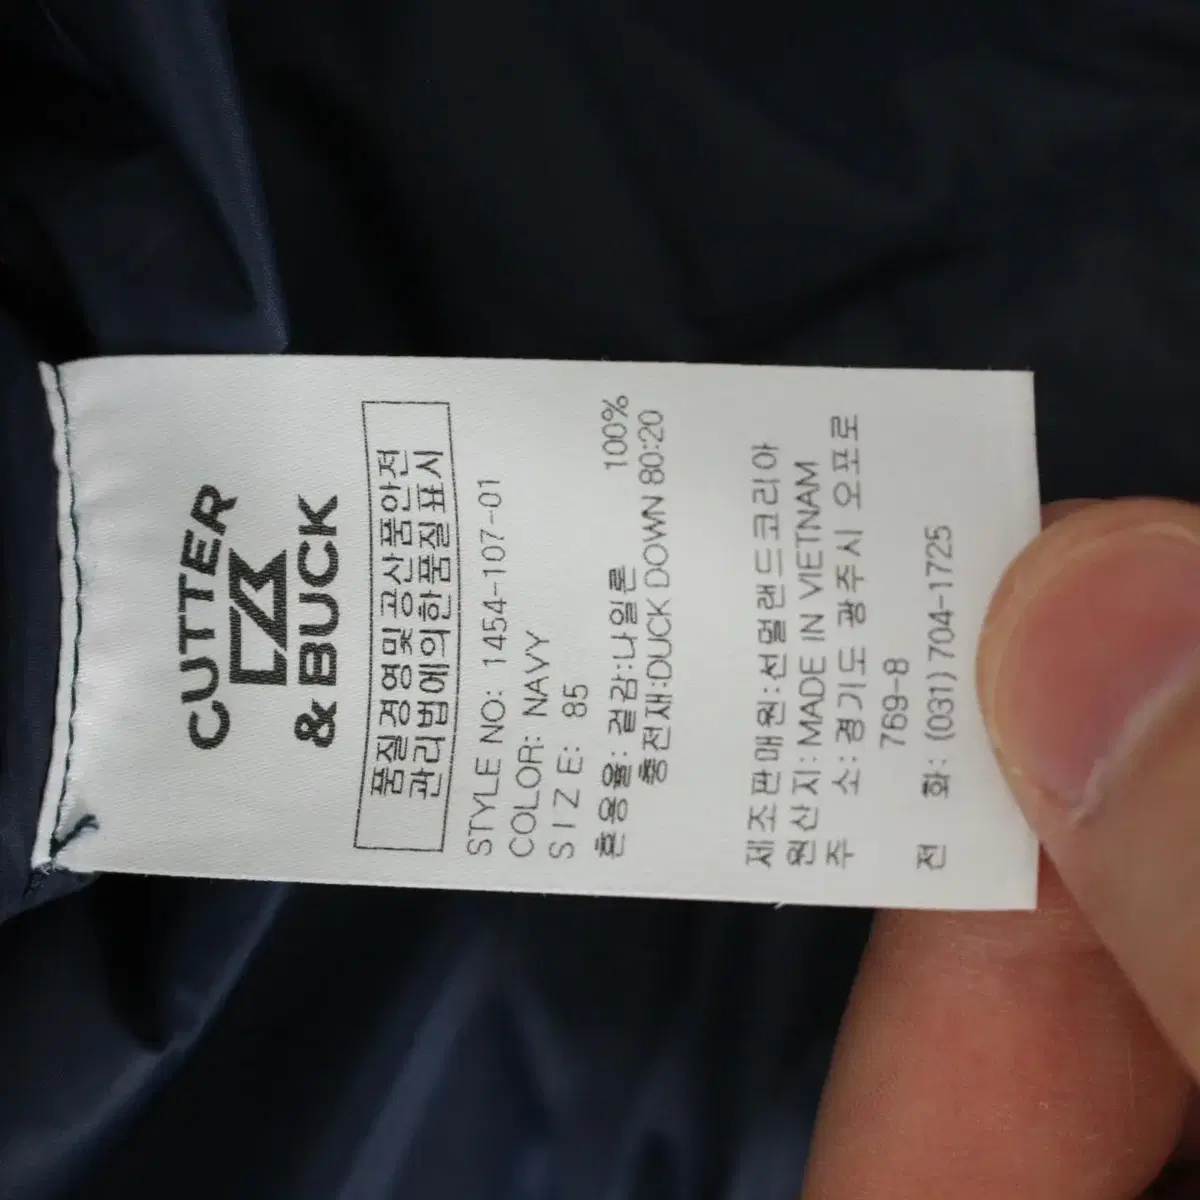 CUTTER
& BUCK
품질경영및공산품안전
관리법에의한품질표시
STYLE NO: 1454-107-01
COLOR: NAVY
SIZE: 85
혼용율: 겉감:나일론 100%
충전재:DUCK DOWN 80:20
제조판매원:선멀랜드코리아
원산지:MADE IN VIETNAM
주 소:경기도 광주시 오포로
769-8
전 화: (031) 704-1725